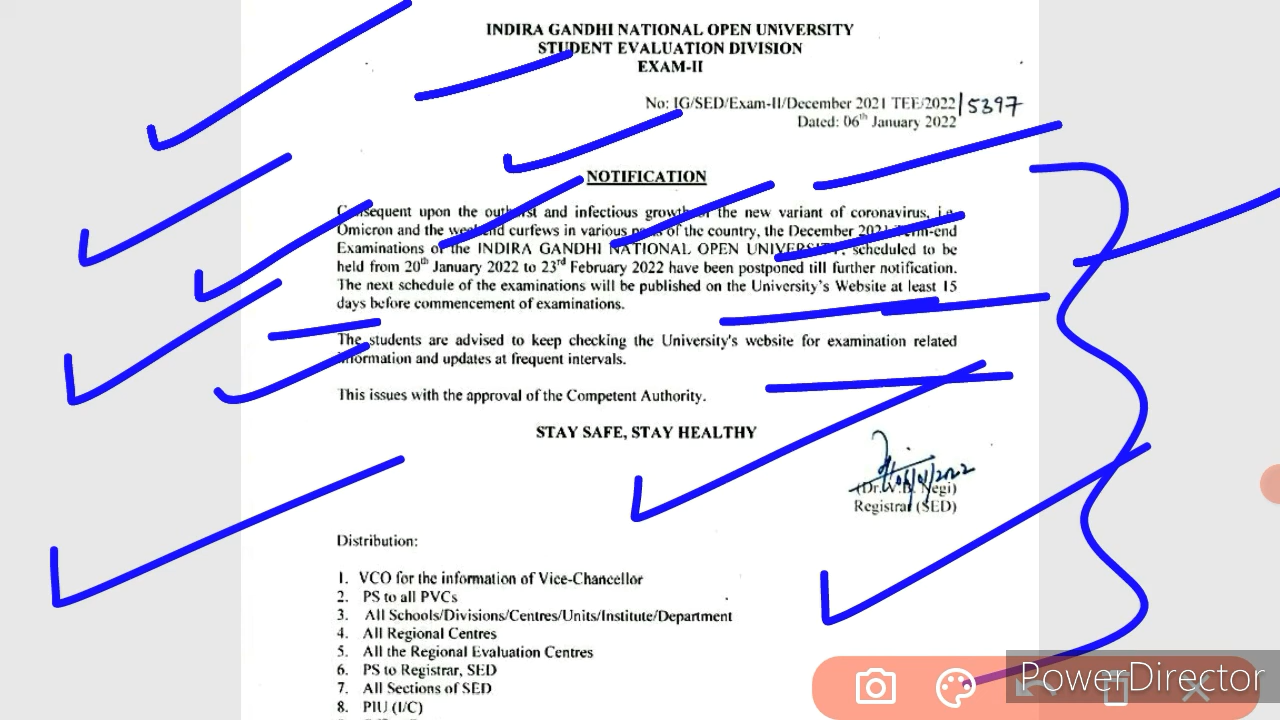 INDIRA GANDHI NATIONAL OPEN UNIVERSITY
STUDENT EVALUATION DIVISION
EXAM-II
No: IG/SED/Exam-II/December 2021 TEE/2022/5397
Dated: 06th January 2022
NOTIFICATION
Consequent upon the outburst and infectious growth of the new variant of coronavirus, i.e.
Omicron and the weekend curfews in various parts of the country, the December 2021 Term-end
Examinations of the INDIRA GANDHI NATIONAL OPEN UNIVERSITY, scheduled to be
held from 20th January 2022 to 23rd February 2022 have been postponed till further notification.
The next schedule of the examinations will be published on the University's Website at least 15
days before commencement of examinations.
The students are advised to keep checking the University's website for examination related
information and updates at frequent intervals.
This issues with the approval of the Competent Authority.
STAY SAFE, STAY HEALTHY
06/01/2022
(Dr.V.B. Negi)
Registrar (SED)
Distribution:
1. VCO for the information of Vice-Chancellor
2. PS to all PVCs
3. All Schools/Divisions/Centres/Units/Institute/Department
4. All Regional Centres
5. All the Regional Evaluation Centres
6. PS to Registrar, SED
7. All Sections of SED
8. PIU (I/C)
PowerDirector